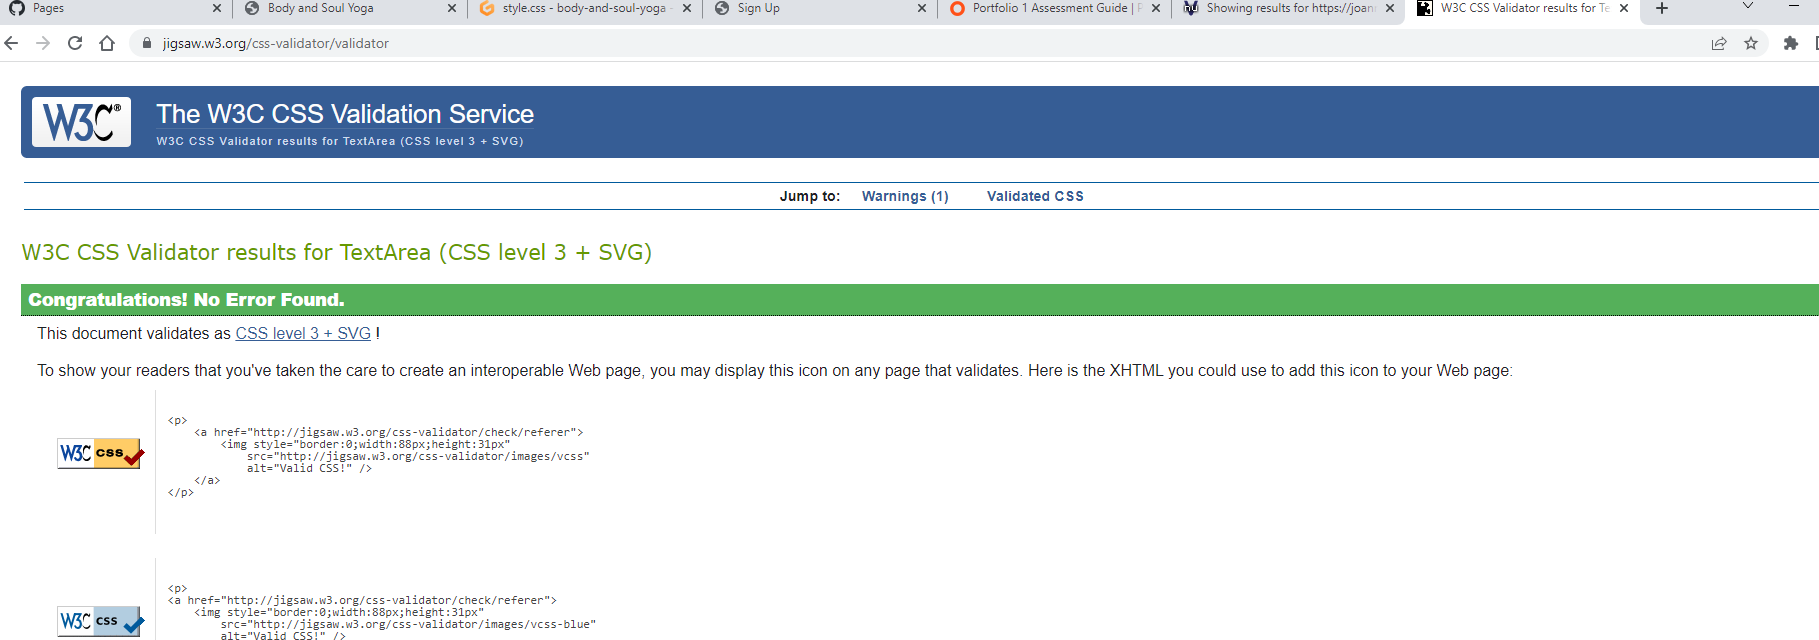 Pages
Body and Soul Yoga
style.css - body-and-soul-yoga -
Sign Up
Portfolio 1 Assessment Guide |
Showing results for https://joan
W3C CSS Validator results for Te
jigsaw.w3.org/css-validator/validator
W3C®
The W3C CSS Validation Service
W3C CSS Validator results for TextArea (CSS level 3 + SVG)
Jump to: Warnings (1) Validated CSS
W3C CSS Validator results for TextArea (CSS level 3 + SVG)
Congratulations! No Error Found.
This document validates as CSS level 3 + SVG !
To show your readers that you've taken the care to create an interoperable Web page, you may display this icon on any page that validates. Here is the XHTML you could use to add this icon to your Web page:
W3C css
<p>
<a href="http://jigsaw.w3.org/css-validator/check/referer">
<img style="border:0;width:88px;height:31px"
src="http://jigsaw.w3.org/css-validator/images/vcss"
alt="Valid CSS!" />
</a>
</p>
W3C css
<p>
<a href="http://jigsaw.w3.org/css-validator/check/referer">
<img style="border:0;width:88px;height:31px"
src="http://jigsaw.w3.org/css-validator/images/vcss-blue"
alt="Valid CSS!" />